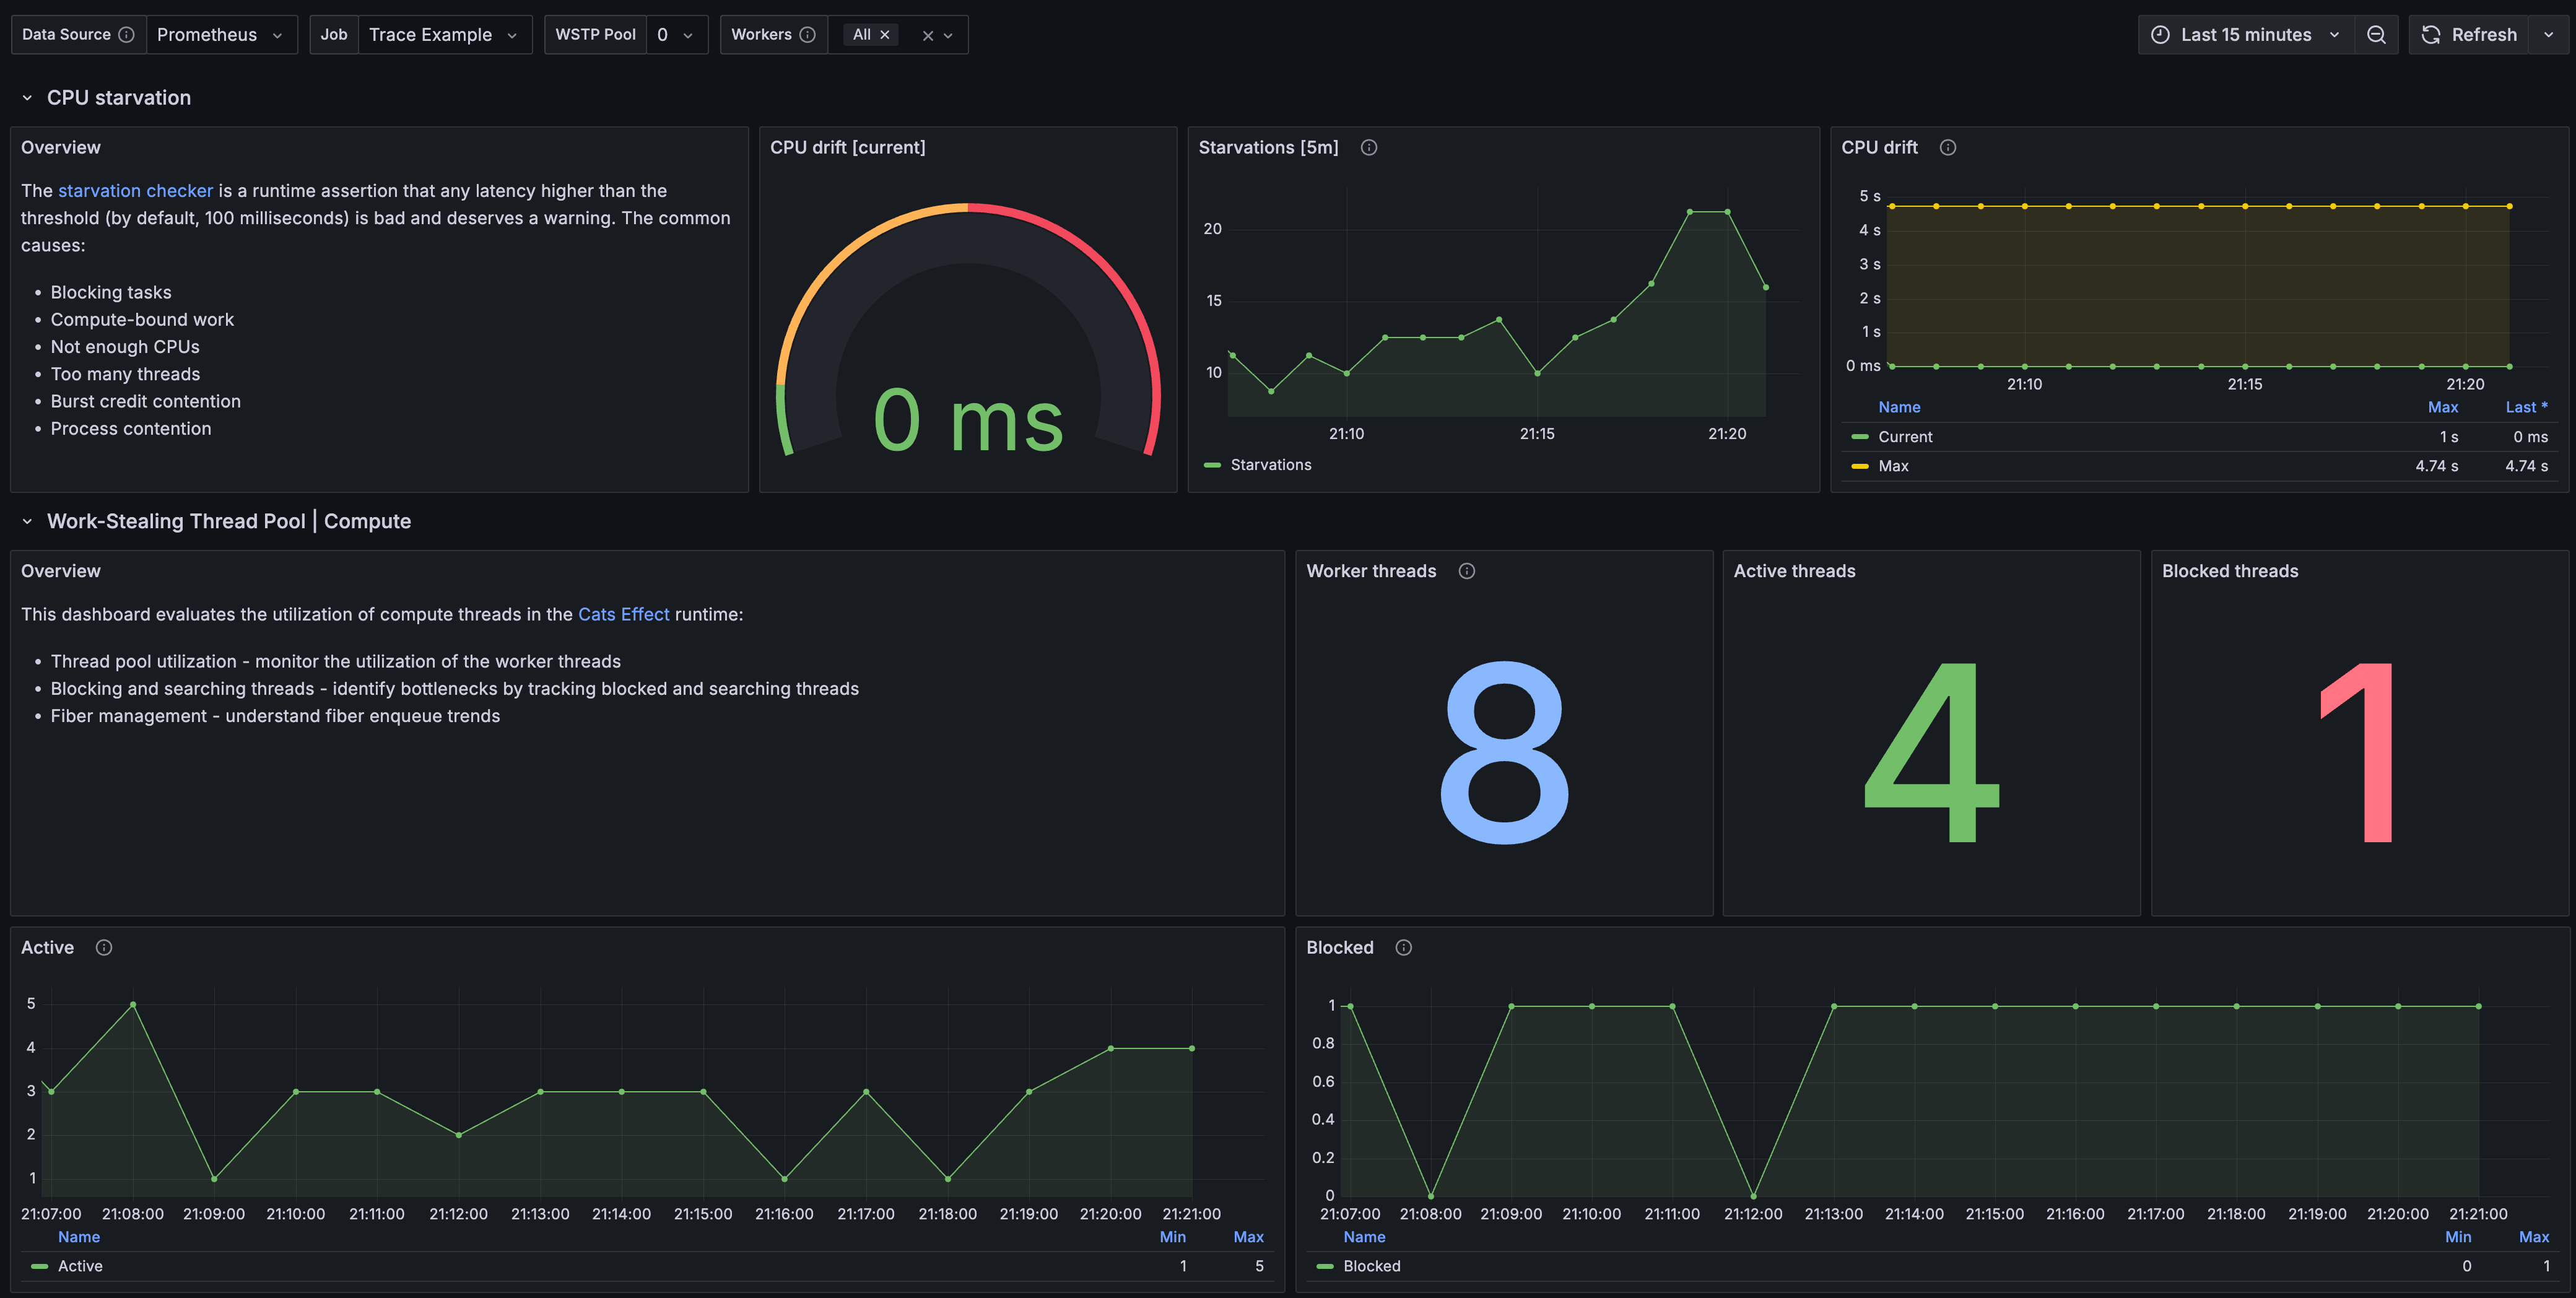 Data Source Prometheus Job Trace Example WSTP Pool 0 Workers All Last 15 minutes Refresh
CPU starvation
Overview
The starvation checker is a runtime assertion that any latency higher than the
threshold (by default, 100 milliseconds) is bad and deserves a warning. The common
causes:
• Blocking tasks
• Compute-bound work
• Not enough CPUs
• Too many threads
• Burst credit contention
• Process contention
CPU drift [current]
0 ms
Starvations [5m]
20
15
10
21:10 21:15 21:20
Starvations
CPU drift
5 s
4 s
3 s
2 s
1 s
0 ms
21:10 21:15 21:20
Name Max Last *
Current 1 s 0 ms
Max 4.74 s 4.74 s
Work-Stealing Thread Pool | Compute
Overview
This dashboard evaluates the utilization of compute threads in the Cats Effect runtime:
• Thread pool utilization - monitor the utilization of the worker threads
• Blocking and searching threads - identify bottlenecks by tracking blocked and searching threads
• Fiber management - understand fiber enqueue trends
Worker threads
8
Active threads
4
Blocked threads
1
Active
5
4
3
2
1
21:07:00 21:08:00 21:09:00 21:10:00 21:11:00 21:12:00 21:13:00 21:14:00 21:15:00 21:16:00 21:17:00 21:18:00 21:19:00 21:20:00 21:21:00
Name Min Max
Active 1 5
Blocked
1
0.8
0.6
0.4
0.2
0
21:07:00 21:08:00 21:09:00 21:10:00 21:11:00 21:12:00 21:13:00 21:14:00 21:15:00 21:16:00 21:17:00 21:18:00 21:19:00 21:20:00 21:21:00
Name Min Max
Blocked 0 1